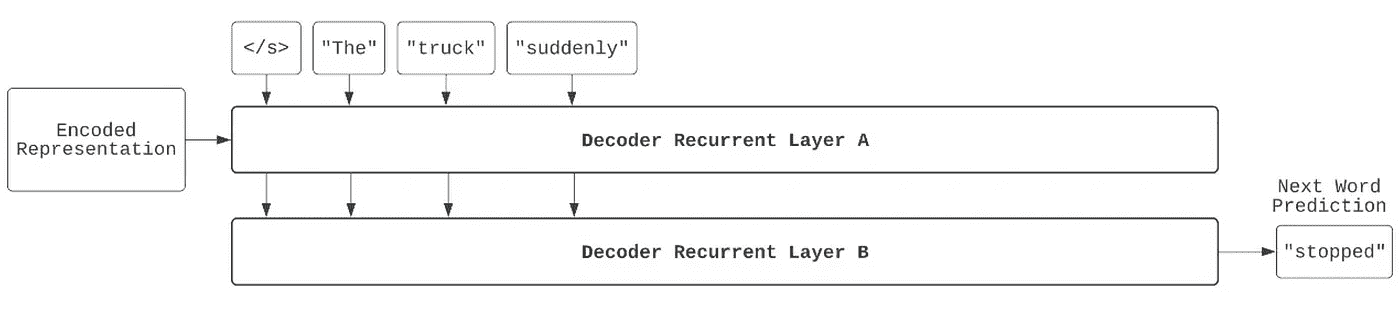 </s> "The" "truck" "suddenly"
Encoded
Representation
Decoder Recurrent Layer A
Next Word
Prediction
Decoder Recurrent Layer B
"stopped"